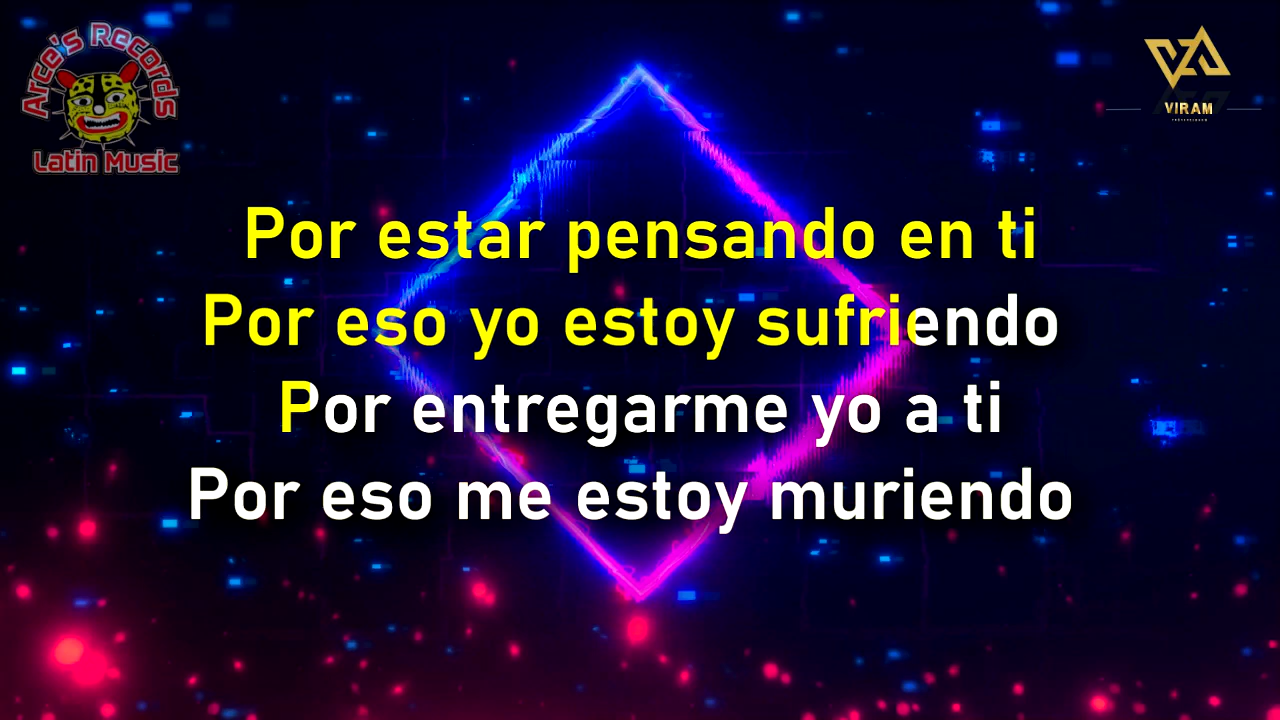 Arce's Records
Latin Music
VIRAM
Por estar pensando en ti
Por eso yo estoy sufriendo
Por entregarme yo a ti
Por eso me estoy muriendo